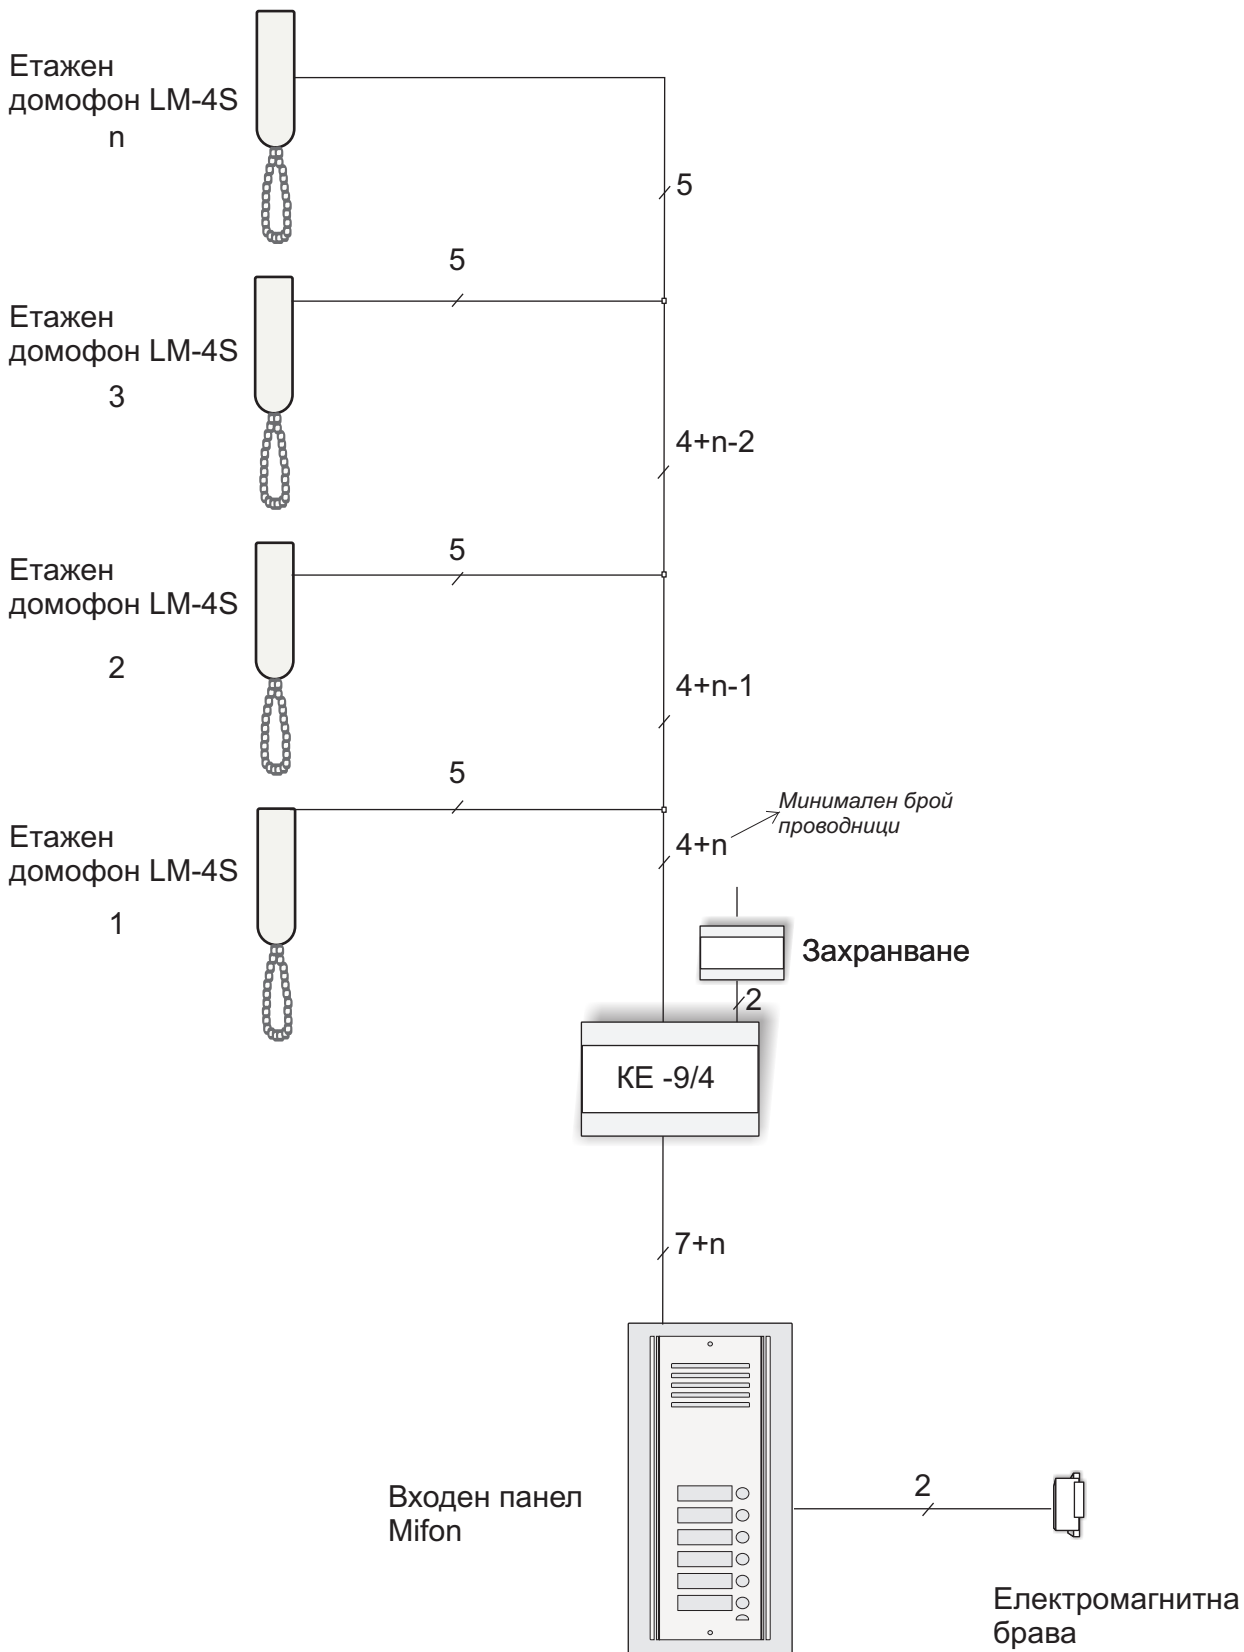 Етажен
домофон LM-4S
n
5
5
Етажен
домофон LM-4S
3
4+n-2
5
Етажен
домофон LM-4S
2
4+n-1
5
Минимален брой
проводници
4+n
Етажен
домофон LM-4S
1
Захранване
2
КЕ -9/4
7+n
Входен панел
Mifon
2
Електромагнитна
брава